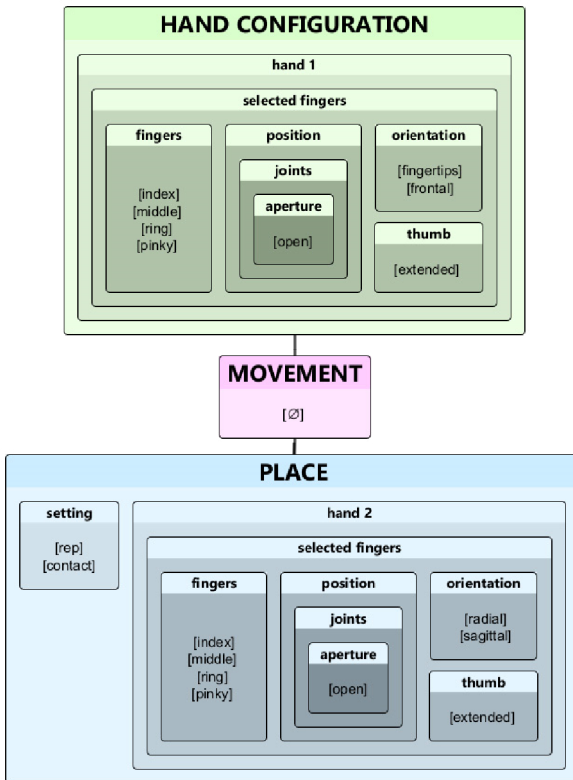 HAND CONFIGURATION
hand 1
selected fingers
fingers
[index]
[middle]
[ring]
[pinky]
position
joints
aperture
[open]
orientation
[fingertips]
[frontal]
thumb
[extended]
MOVEMENT
[∅]
PLACE
setting
[rep]
[contact]
hand 2
selected fingers
fingers
[index]
[middle]
[ring]
[pinky]
position
joints
aperture
[open]
orientation
[radial]
[sagittal]
thumb
[extended]